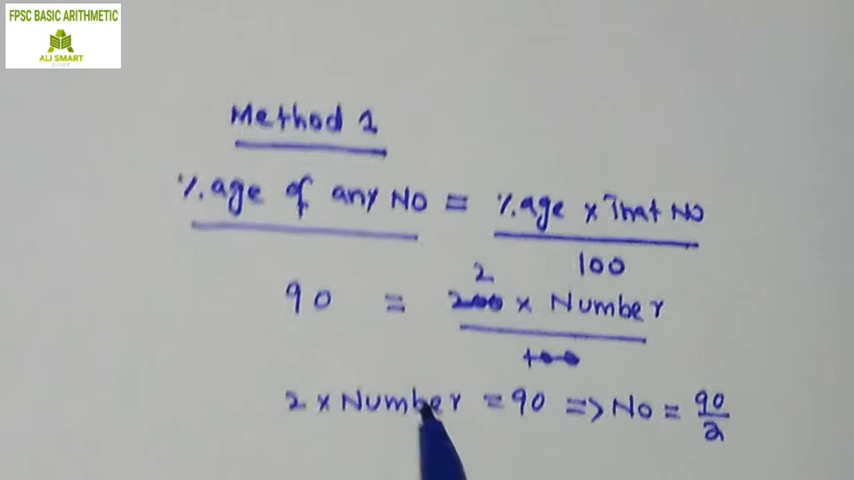 FPSC BASIC ARITHMETIC
ALI SMART
Method 1
%age of any No = %age x That No
100
2
90 = 200 x Number
100
2 x Number = 90 => No = 90
2